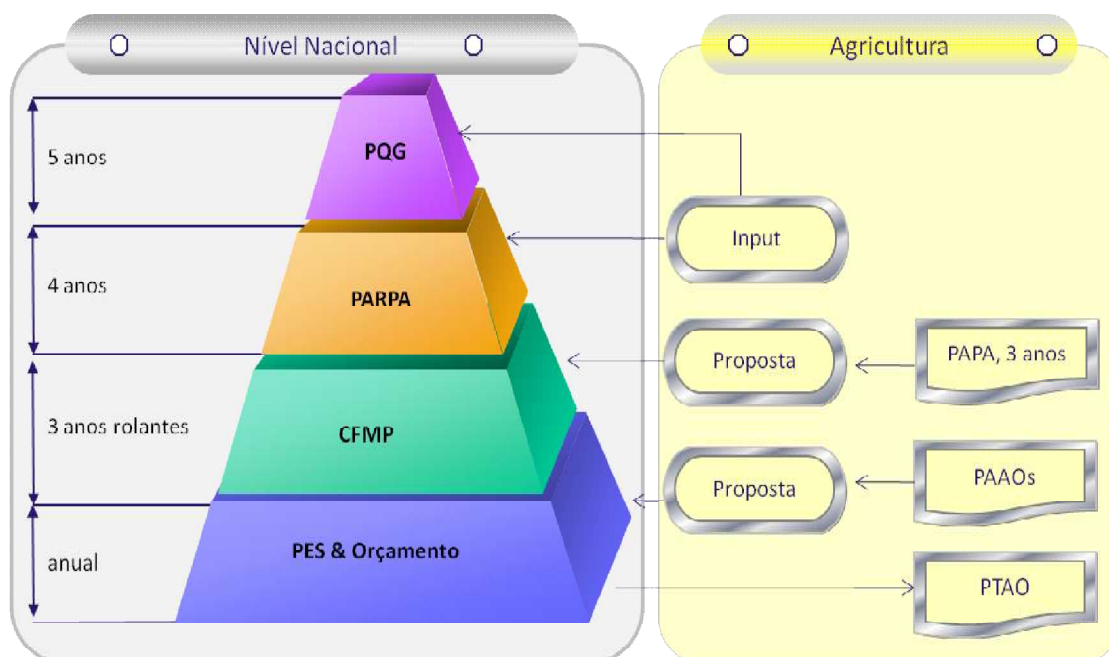 Nível Nacional
Agricultura
5 anos
PQG
Input
4 anos
PARPA
Proposta
PAPA, 3 anos
3 anos rolantes
CFMP
Proposta
PAAOs
anual
PES & Orçamento
PTAO